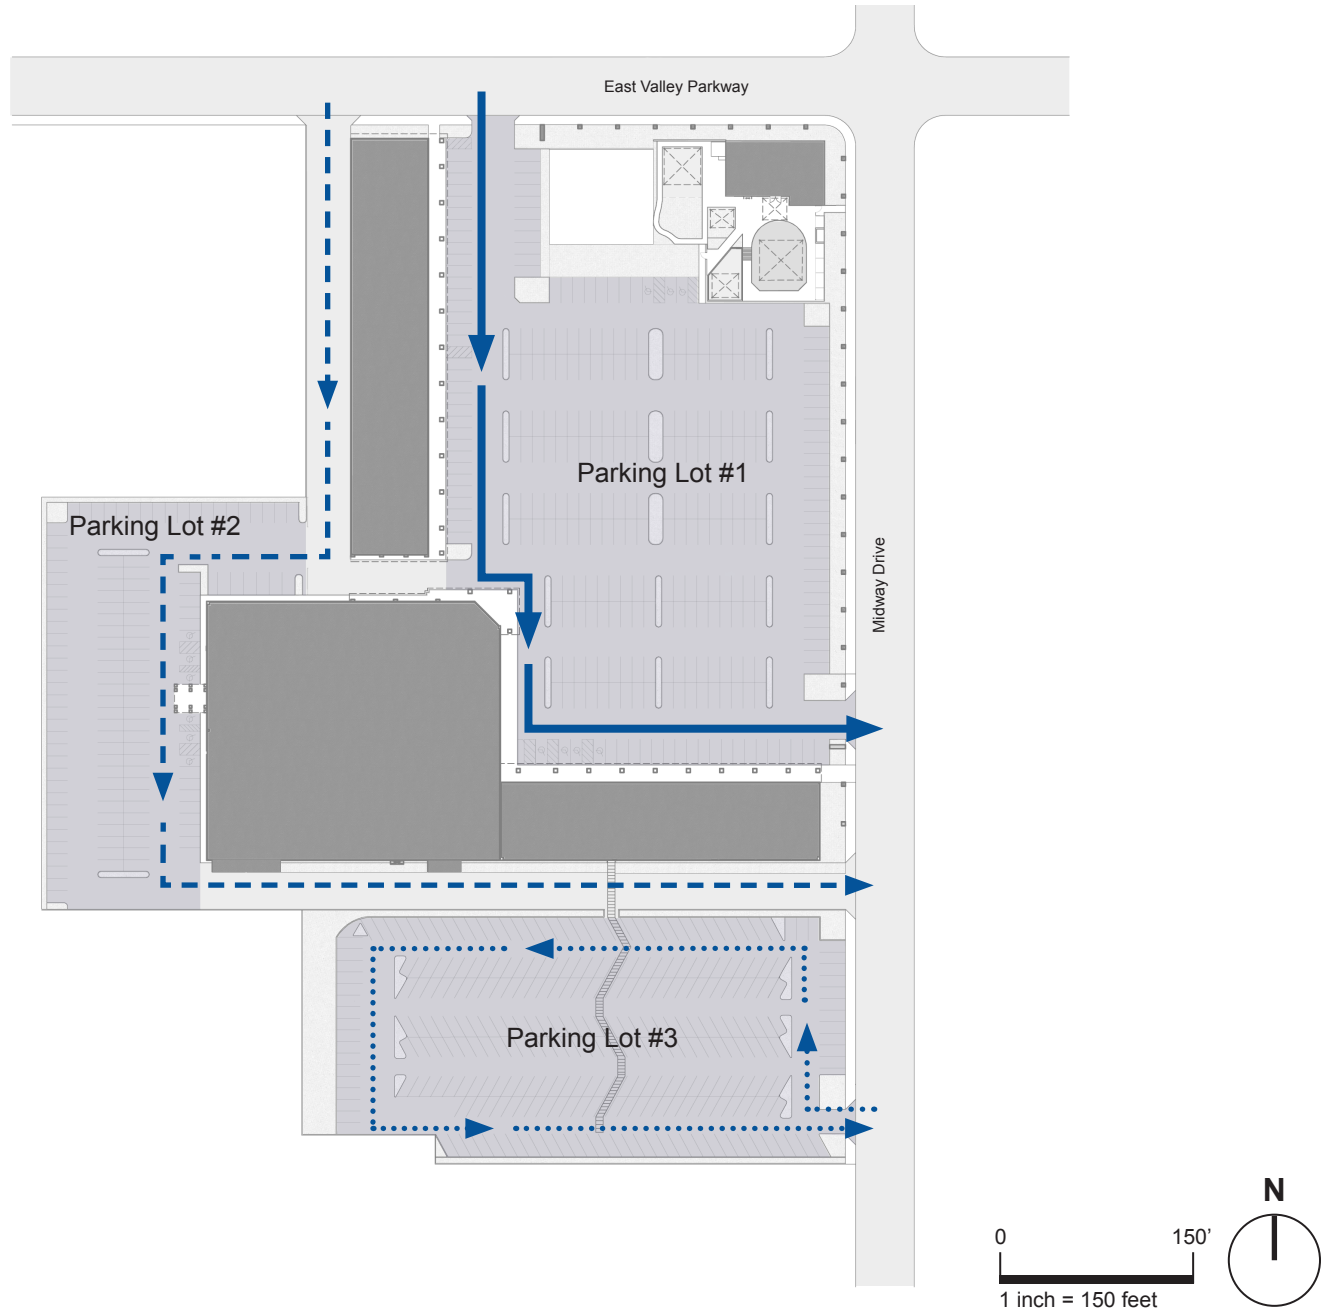 East Valley Parkway
Parking Lot #1
Parking Lot #2
Midway Drive
Parking Lot #3
N
0 150’
1 inch = 150 feet